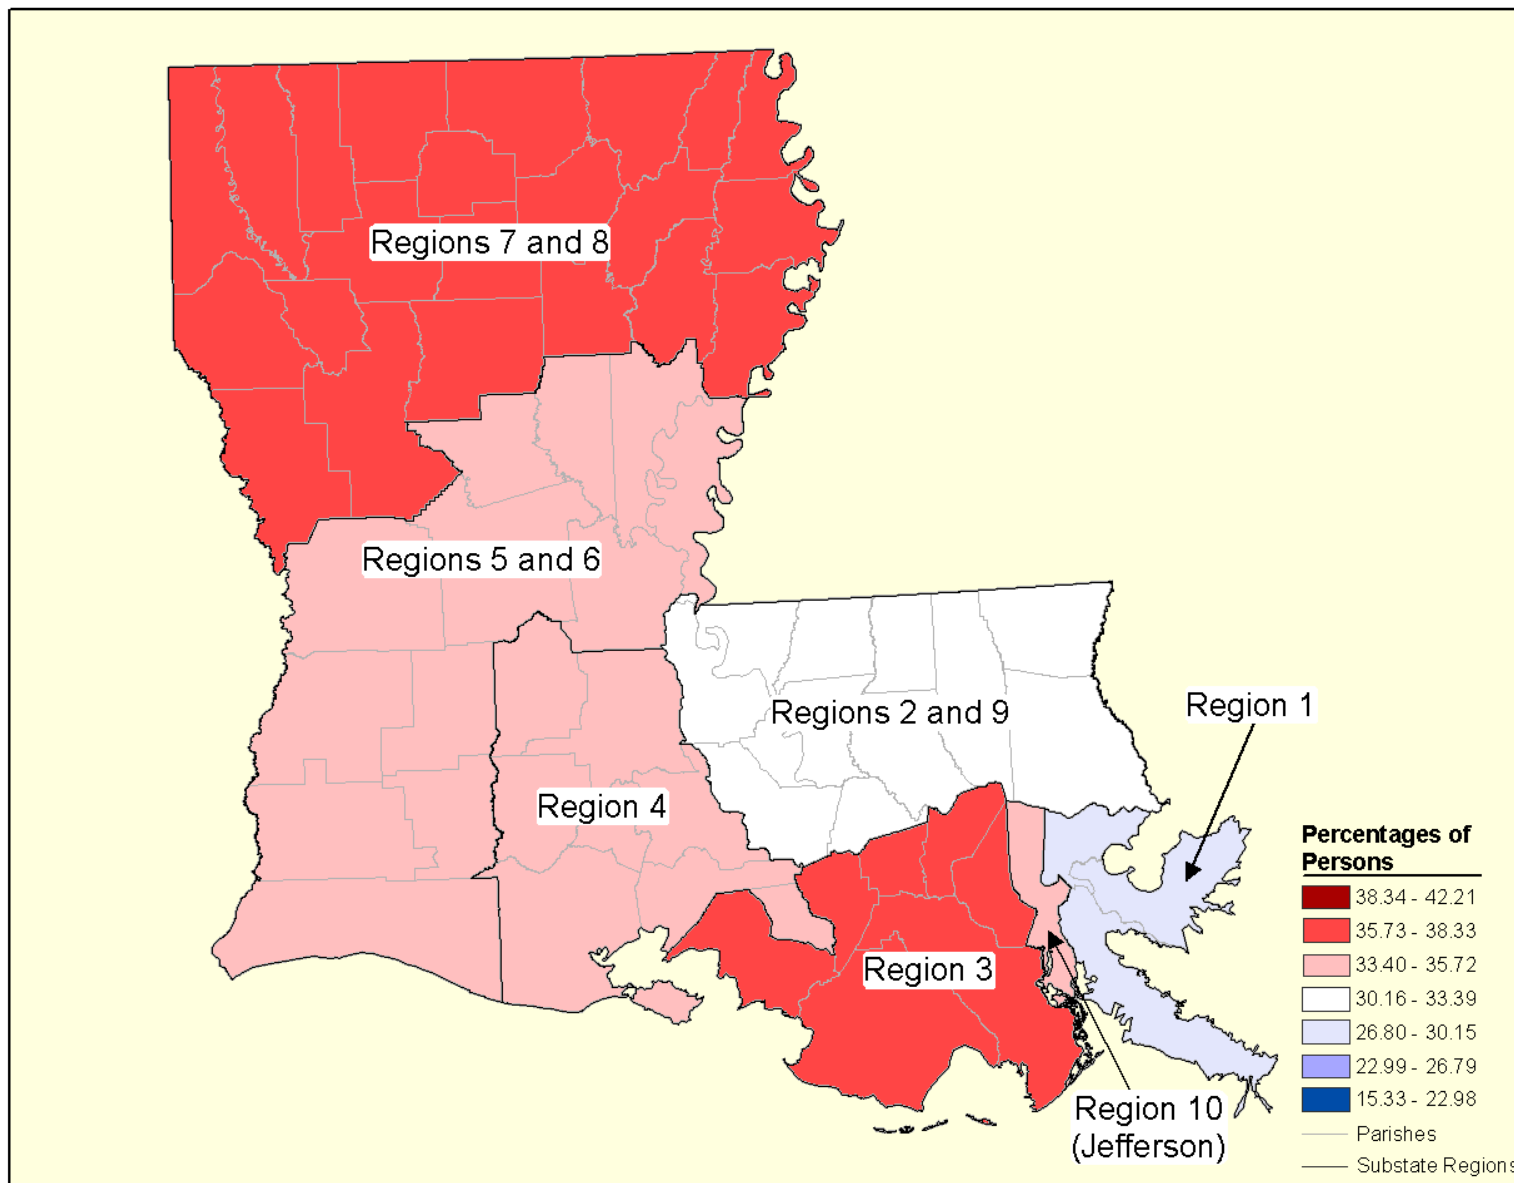 Regions 7 and 8
Regions 5 and 6
Region 1
Regions 2 and 9
Region 4
Region 3
Region 10
(Jefferson)
Percentages of
Persons
38.34 - 42.21
35.73 - 38.33
33.40 - 35.72
30.16 - 33.39
26.80 - 30.15
22.99 - 26.79
15.33 - 22.98
Parishes
Substate Regions